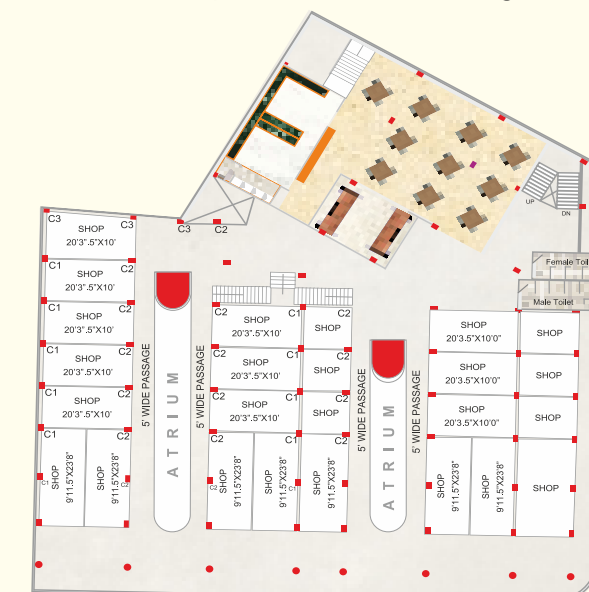 UP
DN
Female Toil
Male Toilet
C3
C3
SHOP
20'3".5"X10'
C3
C2
C1
C2
SHOP
20'3".5"X10'
C1
C2
SHOP
20'3".5"X10'
C1
C2
SHOP
20'3".5"X10'
C1
C2
SHOP
20'3".5"X10'
C1
C2
SHOP
9'11.5"X23'8"
SHOP
9'11.5"X23'8"
C1
C2
5' WIDE PASSAGE
ATRIUM
5' WIDE PASSAGE
C2
C1
SHOP
20'3".5"X10'
SHOP
C2
C1
C2
SHOP
20'3".5"X10'
SHOP
C2
C1
C2
SHOP
20'3".5"X10'
SHOP
C2
C1
C2
SHOP
9'11.5"X23'8"
SHOP
9'11.5"X23'8"
SHOP
9'11.5"X23'8"
C2
C1
5' WIDE PASSAGE
ATRIUM
5' WIDE PASSAGE
SHOP
20'3.5"X10'0"
SHOP
SHOP
20'3.5"X10'0"
SHOP
SHOP
20'3.5"X10'0"
SHOP
SHOP
9'11.5"X23'8"
SHOP
9'11.5"X23'8"
SHOP